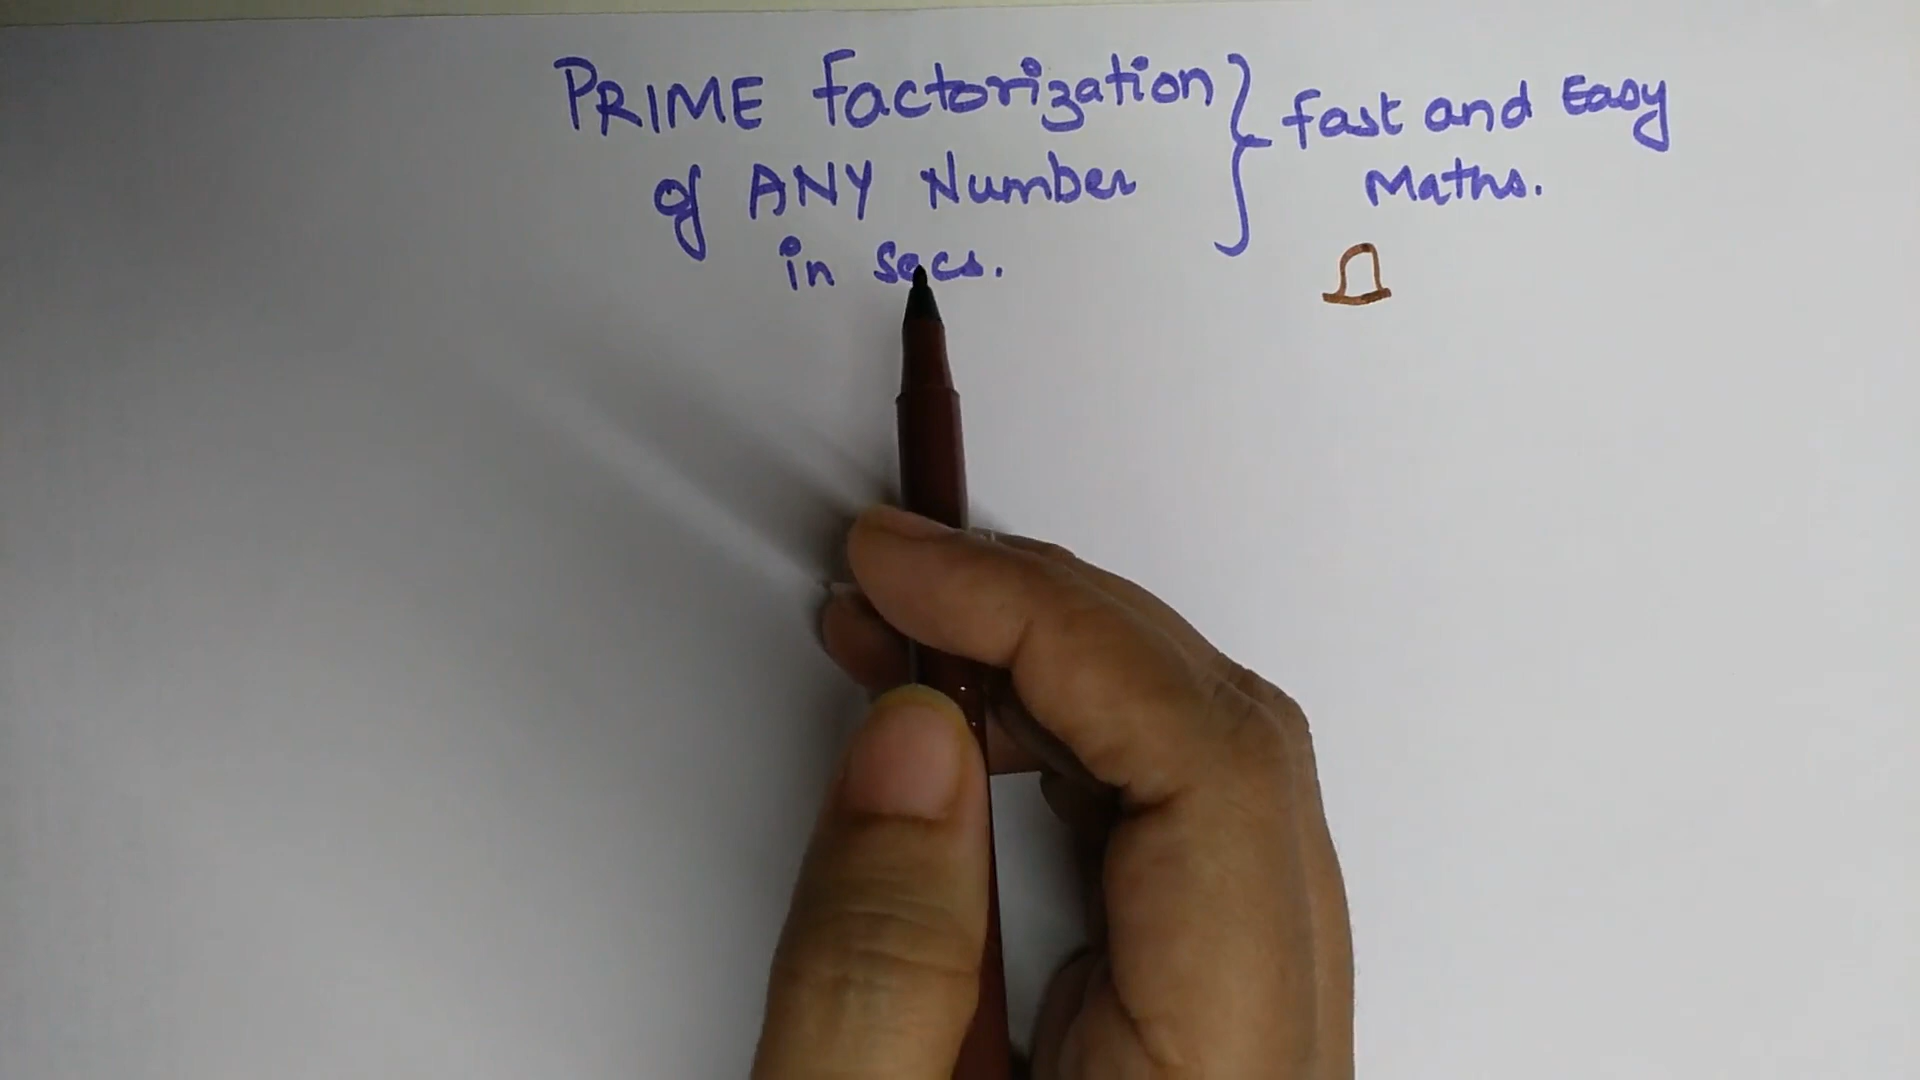 PRIME factorization
of ANY Number
in secs.
fast and Easy
Maths.